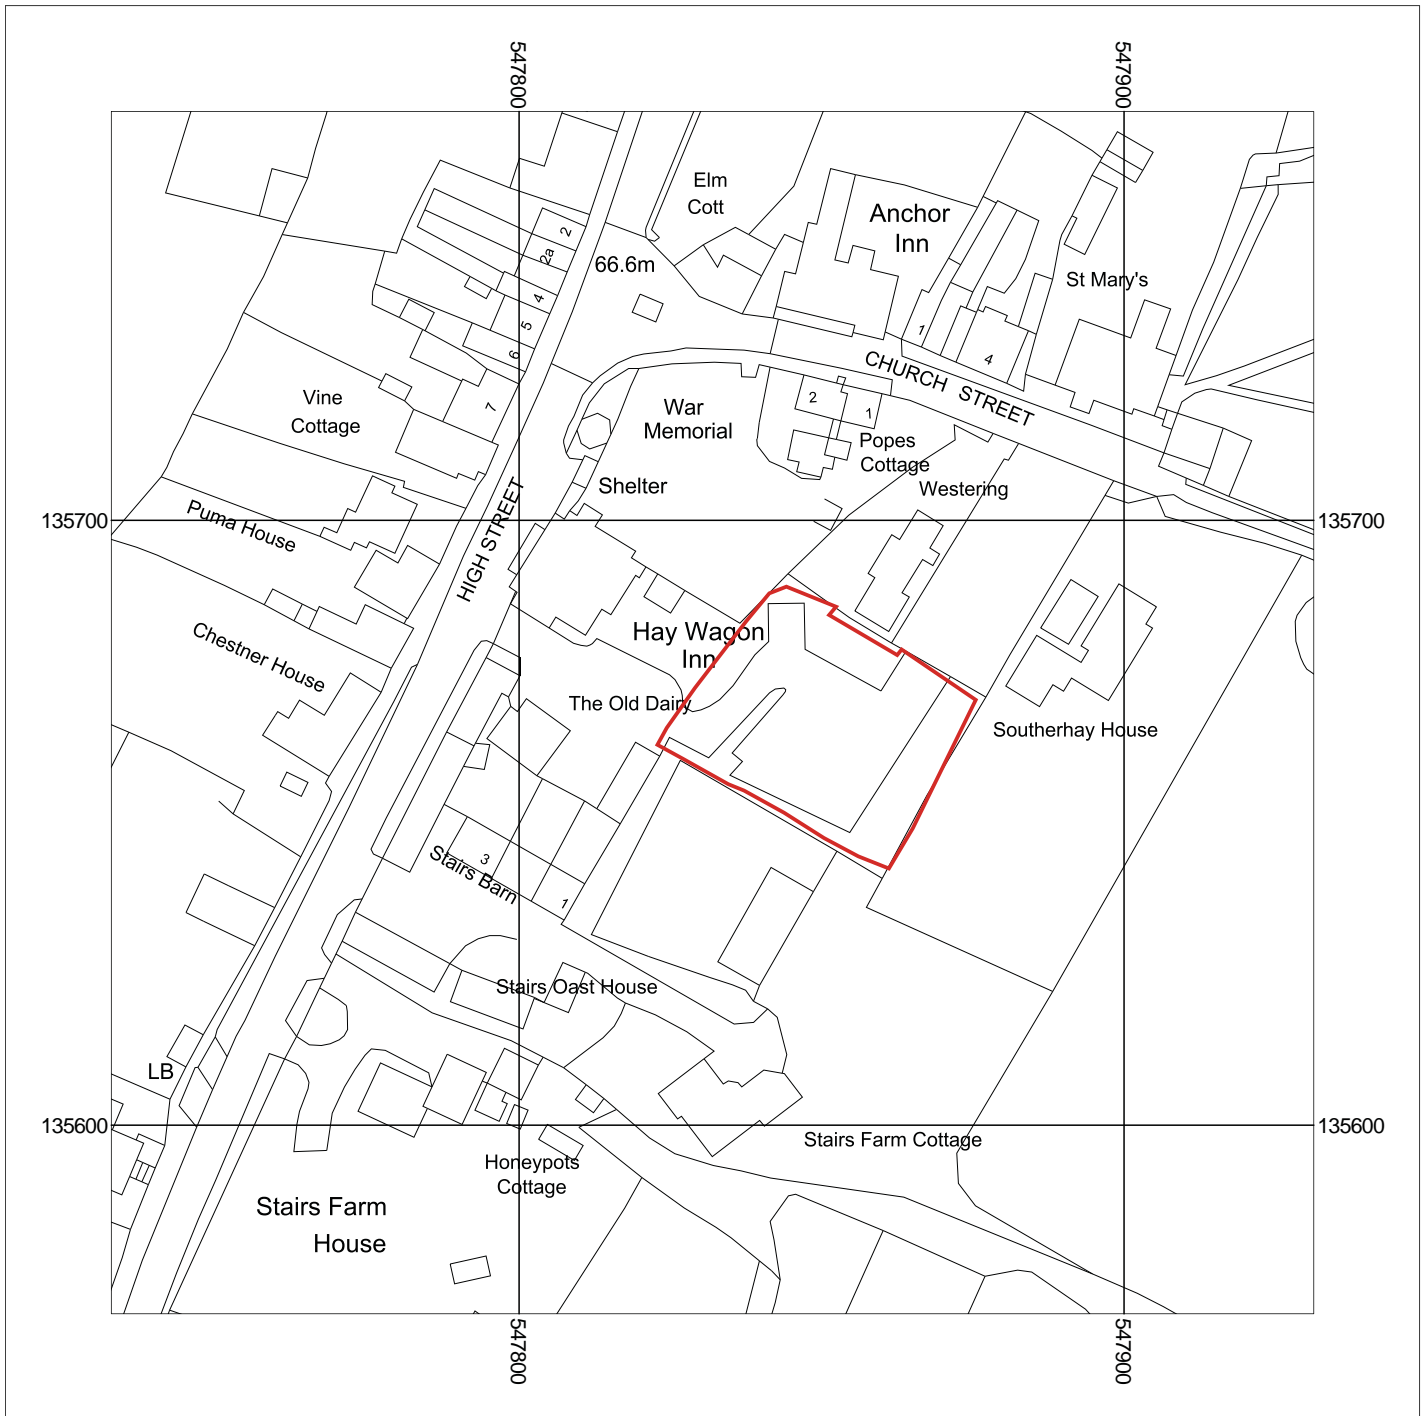 547800
547900
Elm
Cott
Anchor
Inn
2
2a
66.6m
St Mary's
4
5
1
6
4
CHURCH STREET
Vine
Cottage
7
War
Memorial
2
1
Popes
Cottage
Shelter
Westering
135700
Puma House
HIGH STREET
135700
Hay Wagon
Inn
Chestner House
The Old Dairy
Southerhay House
3
Stairs Barn
1
Stairs Oast House
LB
135600
135600
Stairs Farm Cottage
Honeypots
Cottage
Stairs Farm
House
547800
547900